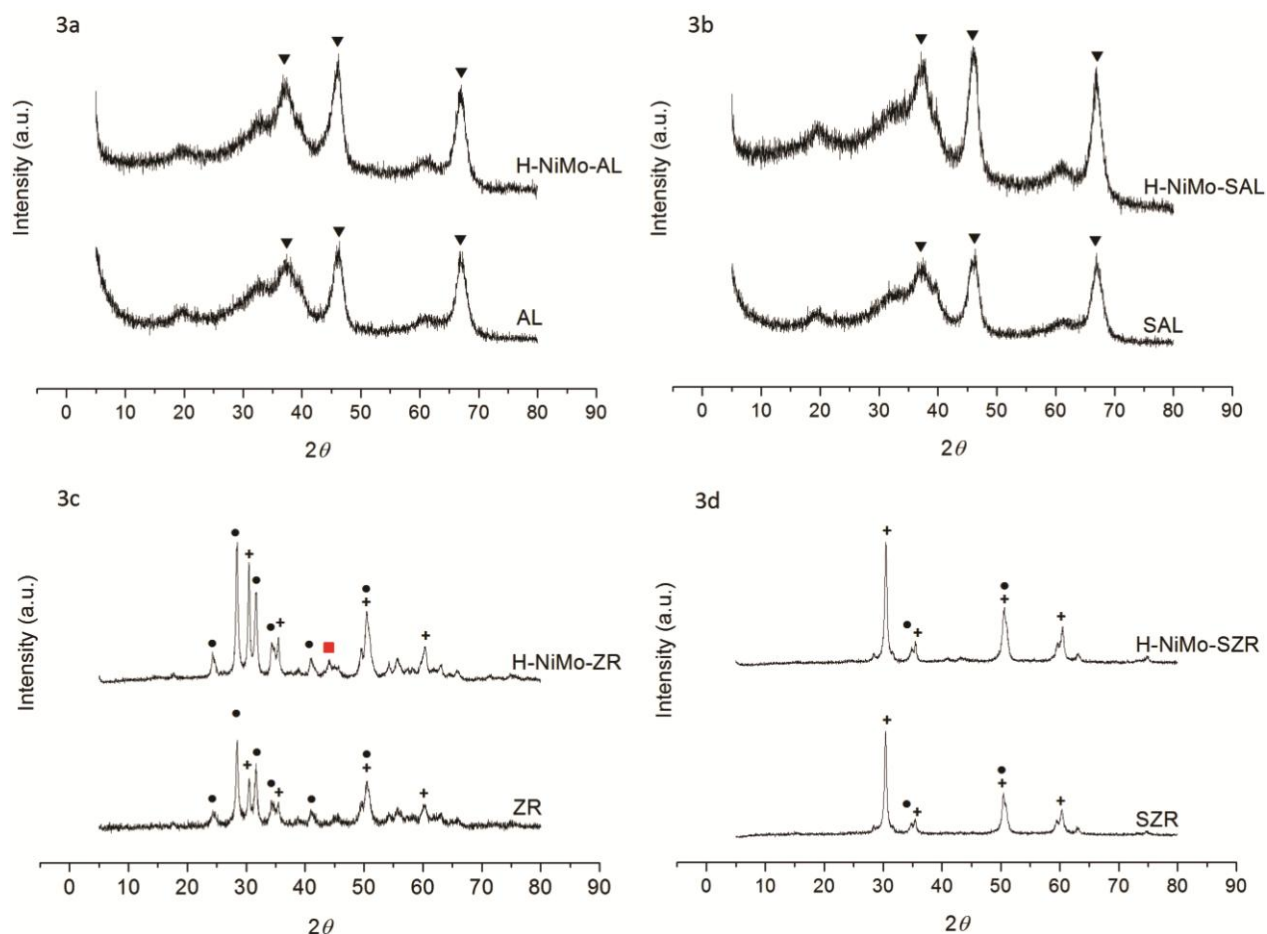 3a
Intensity (a.u.)
H-NiMo-AL
AL
0 10 20 30 40 50 60 70 80 90
2θ
3b
Intensity (a.u.)
H-NiMo-SAL
SAL
0 10 20 30 40 50 60 70 80 90
2θ
3c
Intensity (a.u.)
H-NiMo-ZR
ZR
0 10 20 30 40 50 60 70 80 90
2θ
3d
Intensity (a.u.)
H-NiMo-SZR
SZR
0 10 20 30 40 50 60 70 80 90
2θ